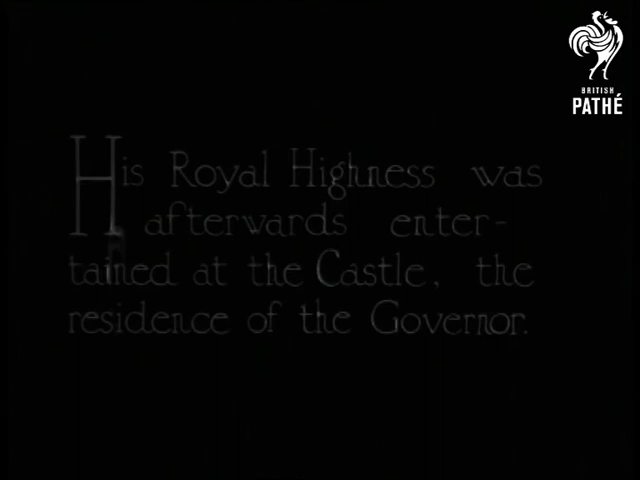 BRITISH
PATHÉ
His Royal Highness was
afterwards enter-
tained at the Castle, the
residence of the Governor.